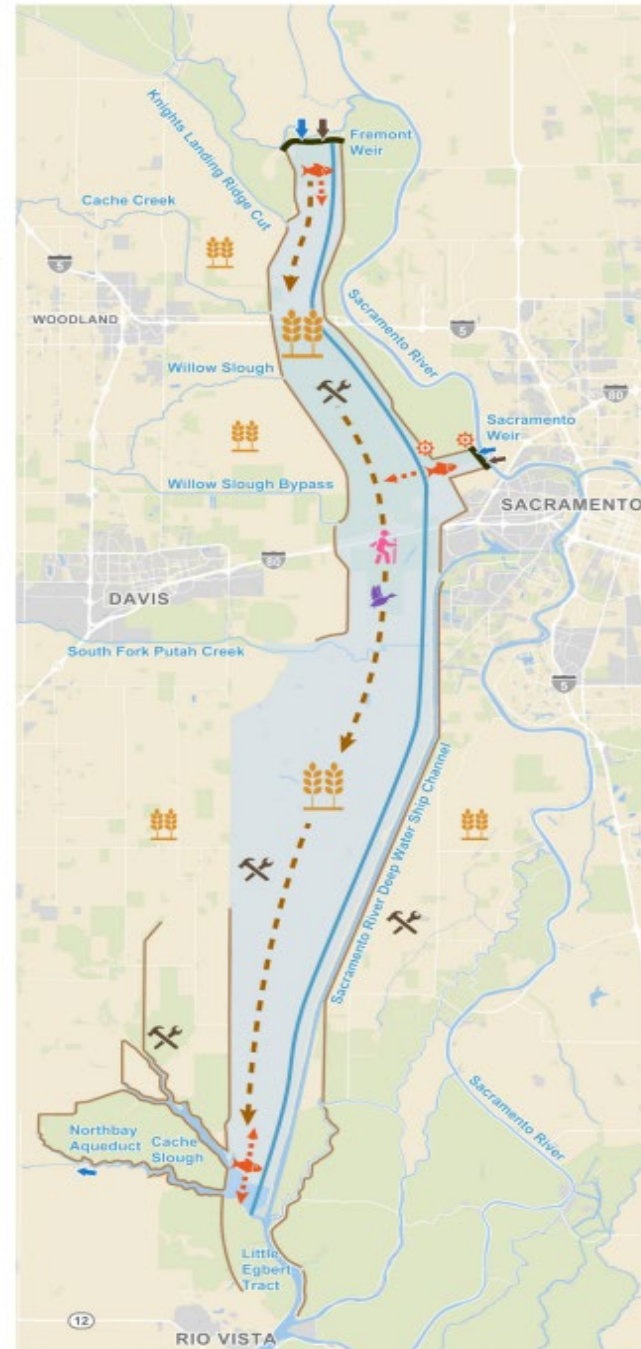 Knights Landing Ridge Cut
Fremont
Weir
Cache Creek
5
WOODLAND
Sacramento River
5
Willow Slough
80
Sacramento
Weir
Willow Slough Bypass
SACRAMENTO
80
DAVIS
South Fork Putah Creek
5
Sacramento River Deep Water Ship Channel
Northbay
Aqueduct
Cache
Slough
Sacramento River
Little
Egbert
Tract
12
RIO VISTA